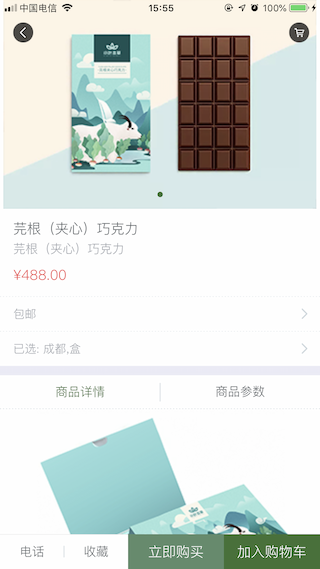 中国电信
15:55
100%
芫根（夹心）巧克力
芫根（夹心）巧克力
¥488.00
包邮
已选: 成都,盒
商品详情
商品参数
电话
收藏
立即购买
加入购物车